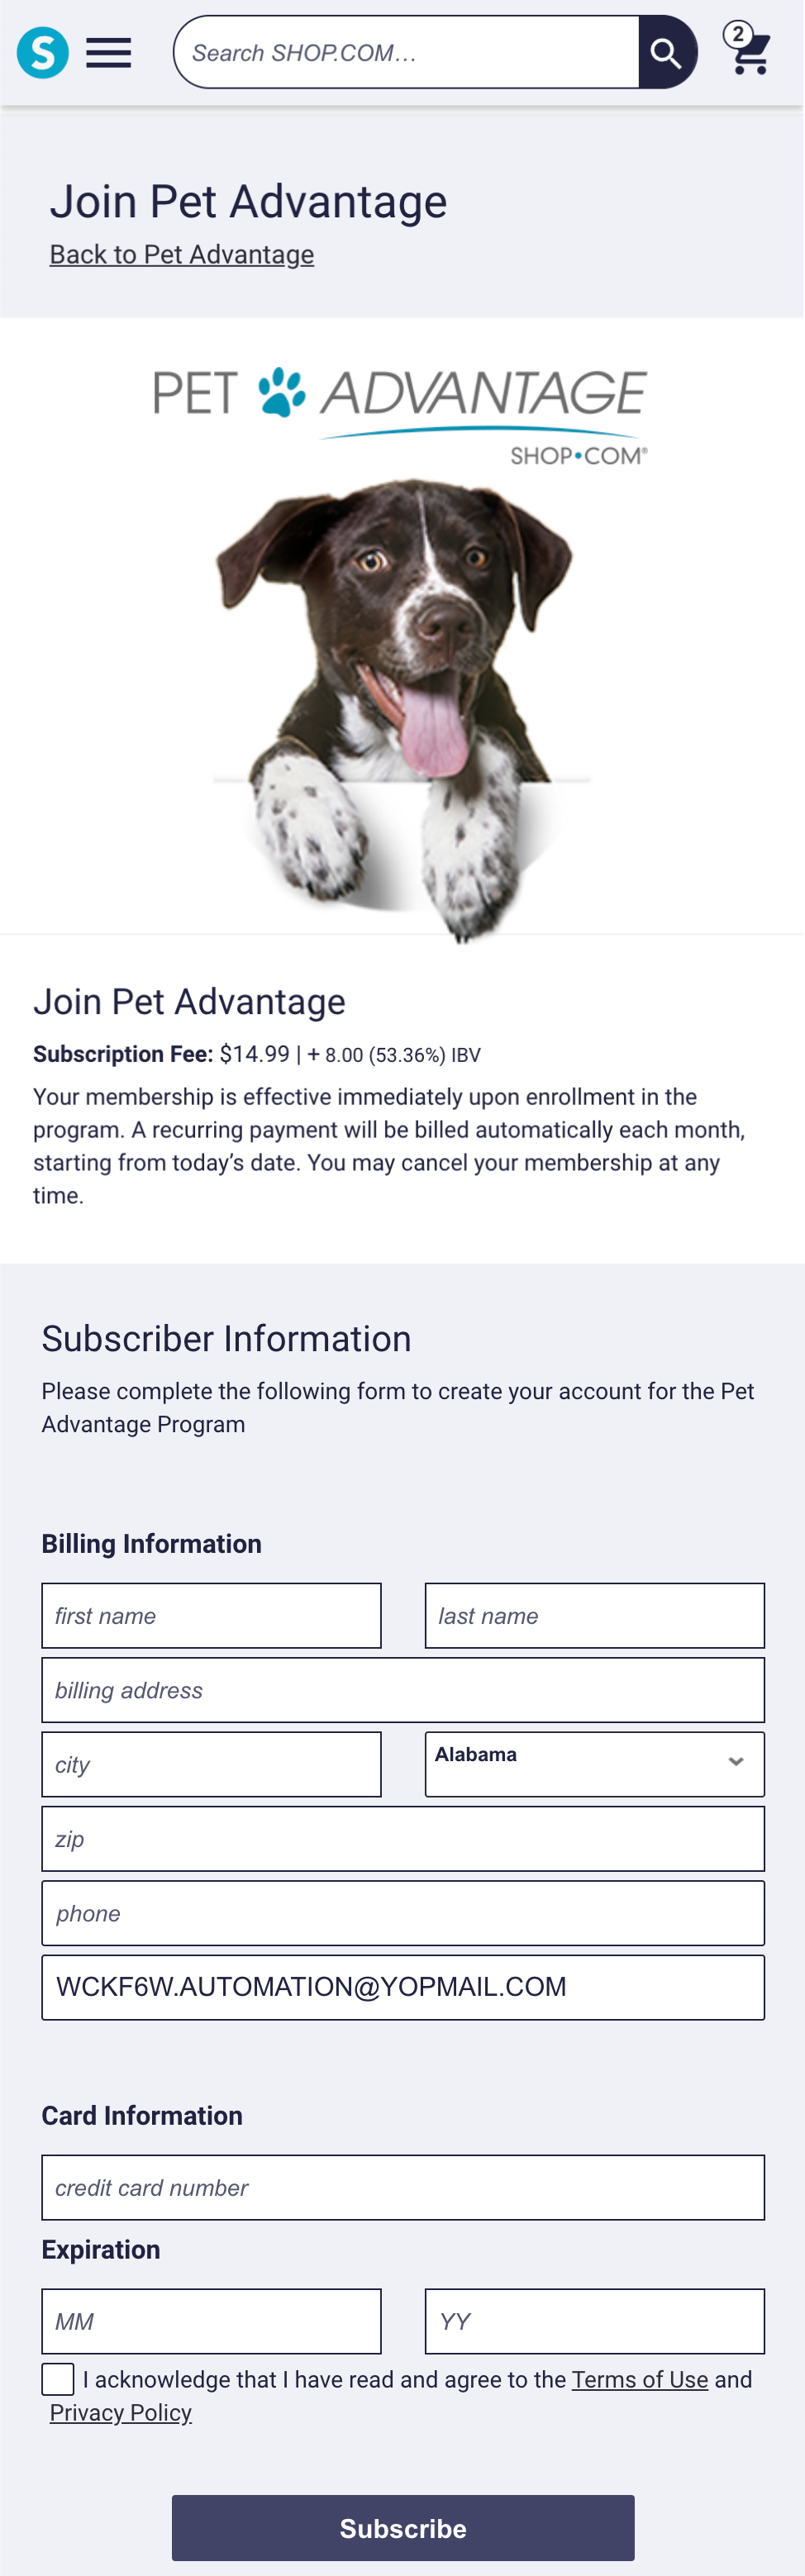 S
Search SHOP.COM...
2
Join Pet Advantage
Back to Pet Advantage
PET ADVANTAGE
SHOP•COM®
Join Pet Advantage
Subscription Fee: $14.99 | + 8.00 (53.36%) IBV
Your membership is effective immediately upon enrollment in the
program. A recurring payment will be billed automatically each month,
starting from today’s date. You may cancel your membership at any
time.
Subscriber Information
Please complete the following form to create your account for the Pet
Advantage Program
Billing Information
first name last name
billing address
city Alabama
zip
phone
WCKF6W.AUTOMATION@YOPMAIL.COM
Card Information
credit card number
Expiration
MM YY
I acknowledge that I have read and agree to the Terms of Use and
Privacy Policy
Subscribe